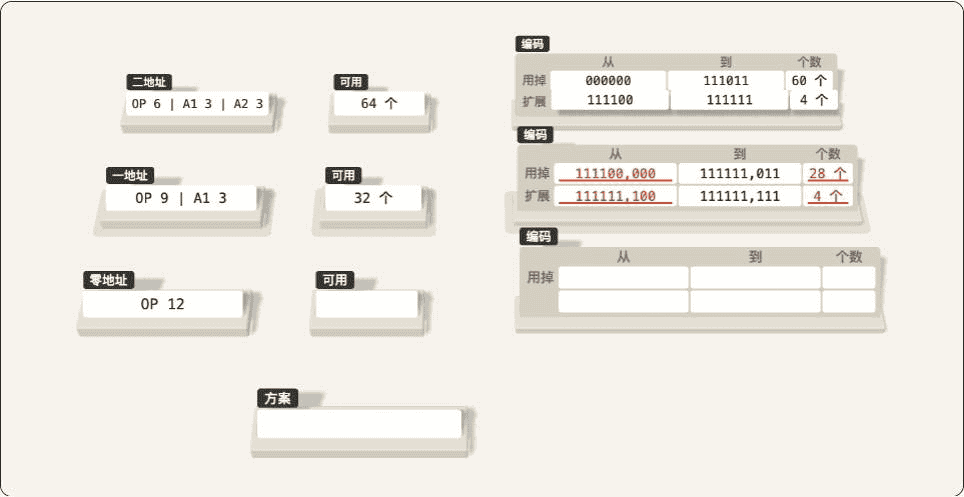 编码
从 到 个数
二地址 可用
用掉 000000 111011 60 个
OP 6 | A1 3 | A2 3 64 个
扩展 111100 111111 4 个
编码
从 到 个数
一地址 可用
用掉 111100,000 111111,011 28 个
OP 9 | A1 3 32 个
扩展 111111,100 111111,111 4 个
编码
从 到 个数
零地址 可用
用掉
OP 12
方案